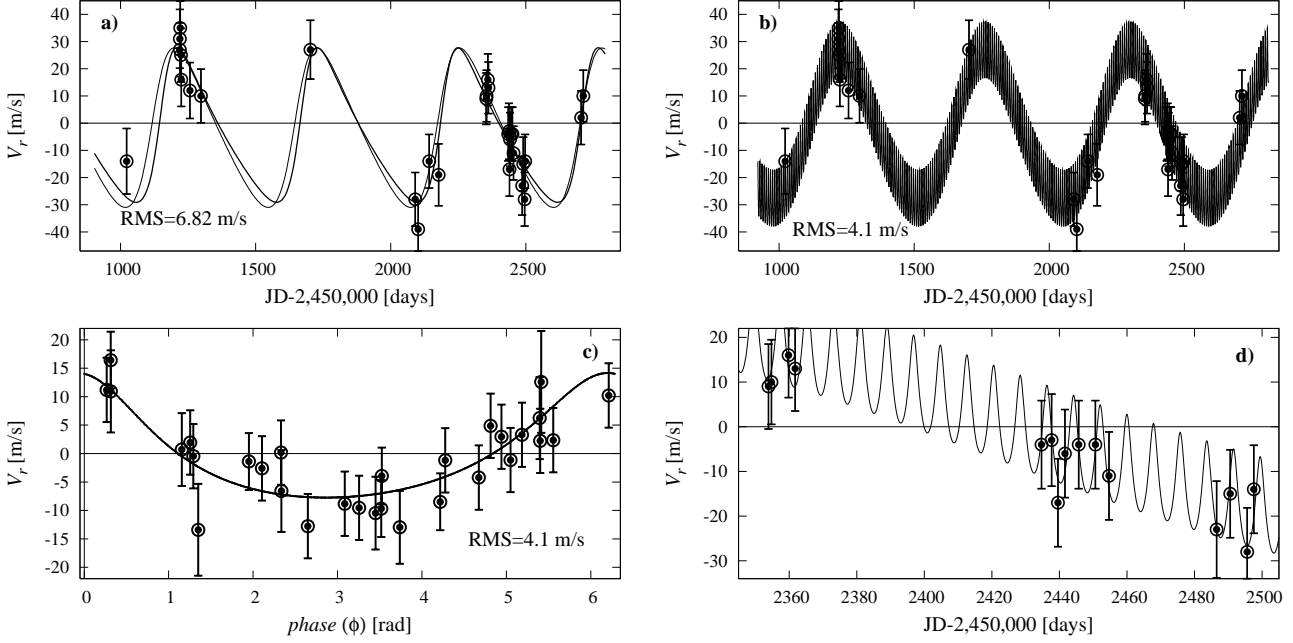 a)
40
30
20
10
0
-10
-20
-30
-40
V_r [m/s]
RMS=6.82 m/s
1000 1500 2000 2500
JD-2,450,000 [days]
b)
40
30
20
10
0
-10
-20
-30
-40
V_r [m/s]
RMS=4.1 m/s
1000 1500 2000 2500
JD-2,450,000 [days]
c)
20
15
10
5
0
-5
-10
-15
-20
V_r [m/s]
RMS=4.1 m/s
0 1 2 3 4 5 6
phase (ϕ) [rad]
d)
20
10
0
-10
-20
-30
V_r [m/s]
2360 2380 2400 2420 2440 2460 2480 2500
JD-2,450,000 [days]